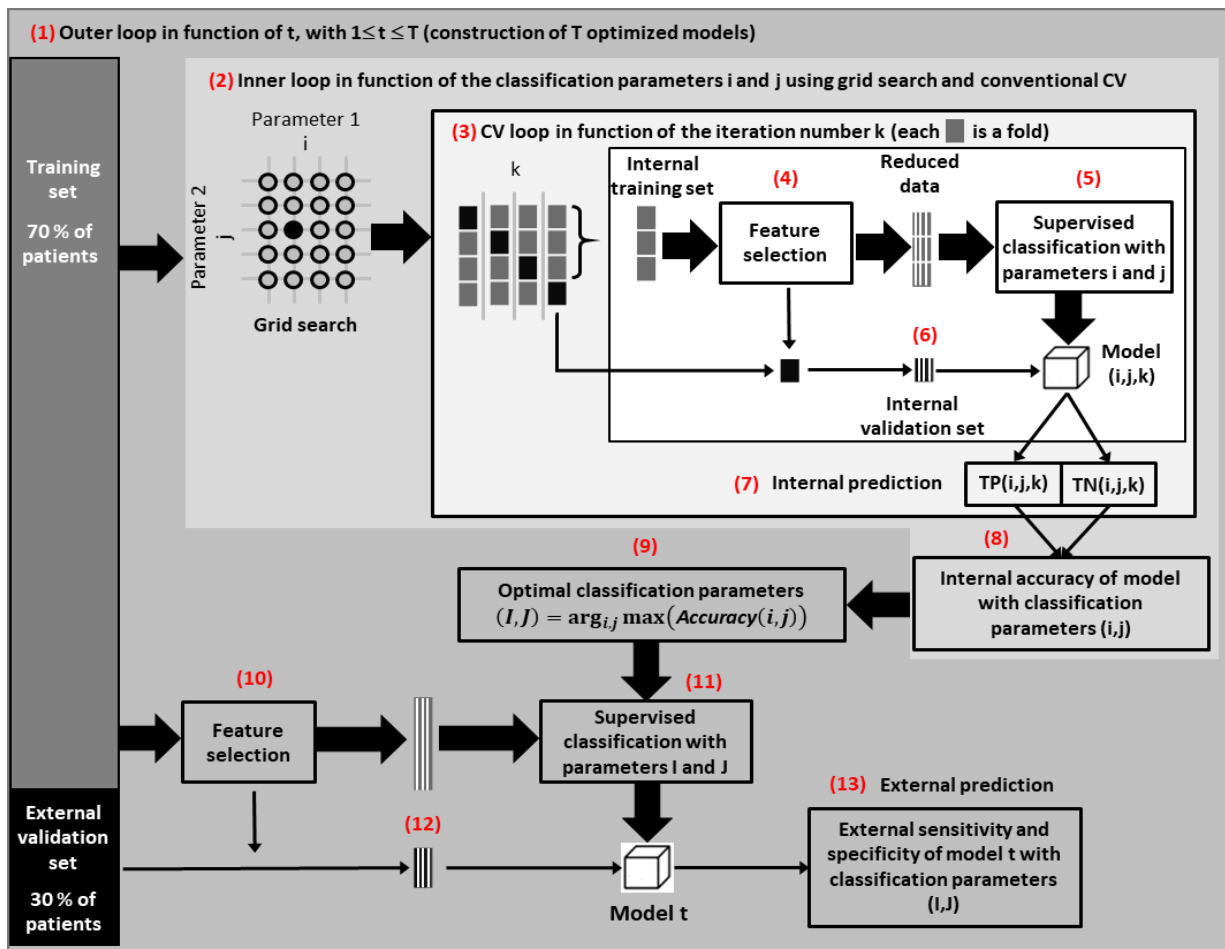 (1) Outer loop in function of t, with 1≤ t ≤ T (construction of T optimized models)
(2) Inner loop in function of the classification parameters i and j using grid search and conventional CV
Training
set
70 % of
patients
Parameter 1
i
Parameter 2
j
Grid search
(3) CV loop in function of the iteration number k (each is a fold)
k
Internal
training set
(4)
Feature
selection
Reduced
data
(5)
Supervised
classification with
parameters i and j
(6)
Internal
validation set
Model
(i,j,k)
(7) Internal prediction
TP(i,j,k)
TN(i,j,k)
(8)
Internal accuracy of model
with classification
parameters (i,j)
(9)
Optimal classification parameters
(I,J) = arg_{i,j} max(Accuracy(i,j))
(10)
Feature
selection
(11)
Supervised
classification with
parameters I and J
External
validation
set
30 % of
patients
(12)
Model t
(13) External prediction
External sensitivity and
specificity of model t with
classification parameters
(I,J)